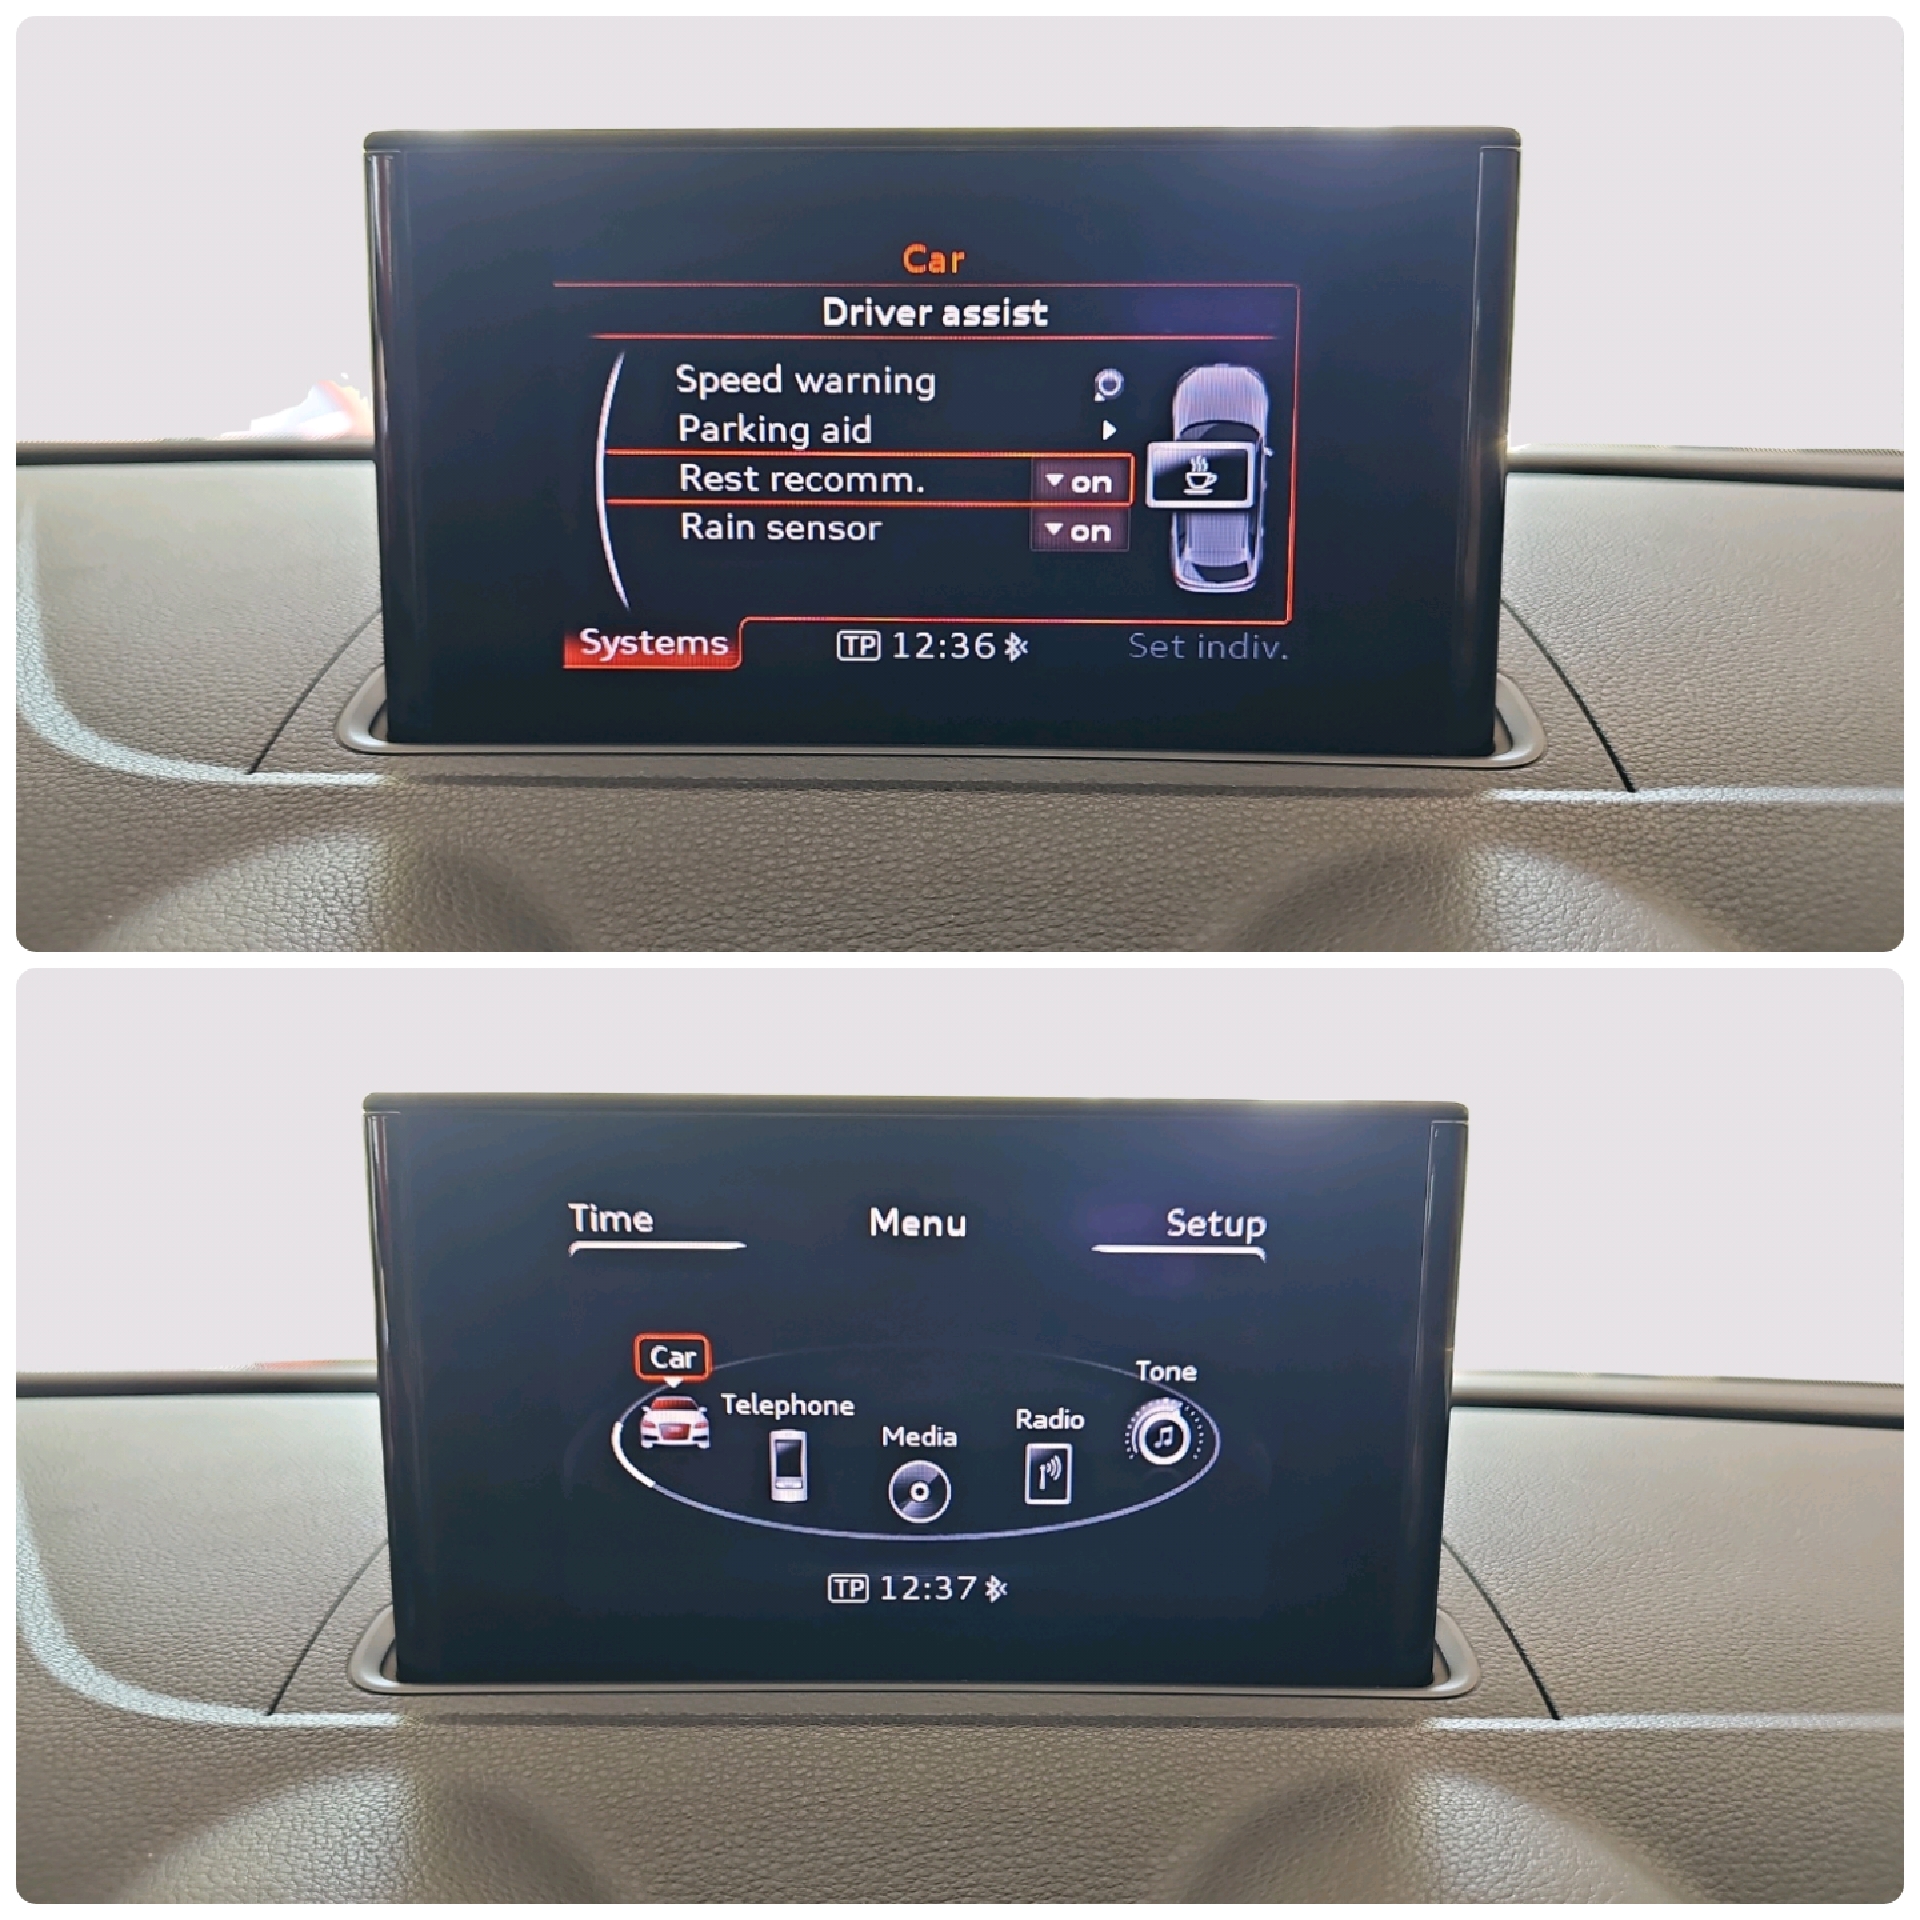 Car
Driver assist
Speed warning
Parking aid
Rest recomm. on
Rain sensor on
Systems TP 12:36 Set indiv.
Time Menu Setup
Car
Telephone
Media
Radio
Tone
TP 12:37